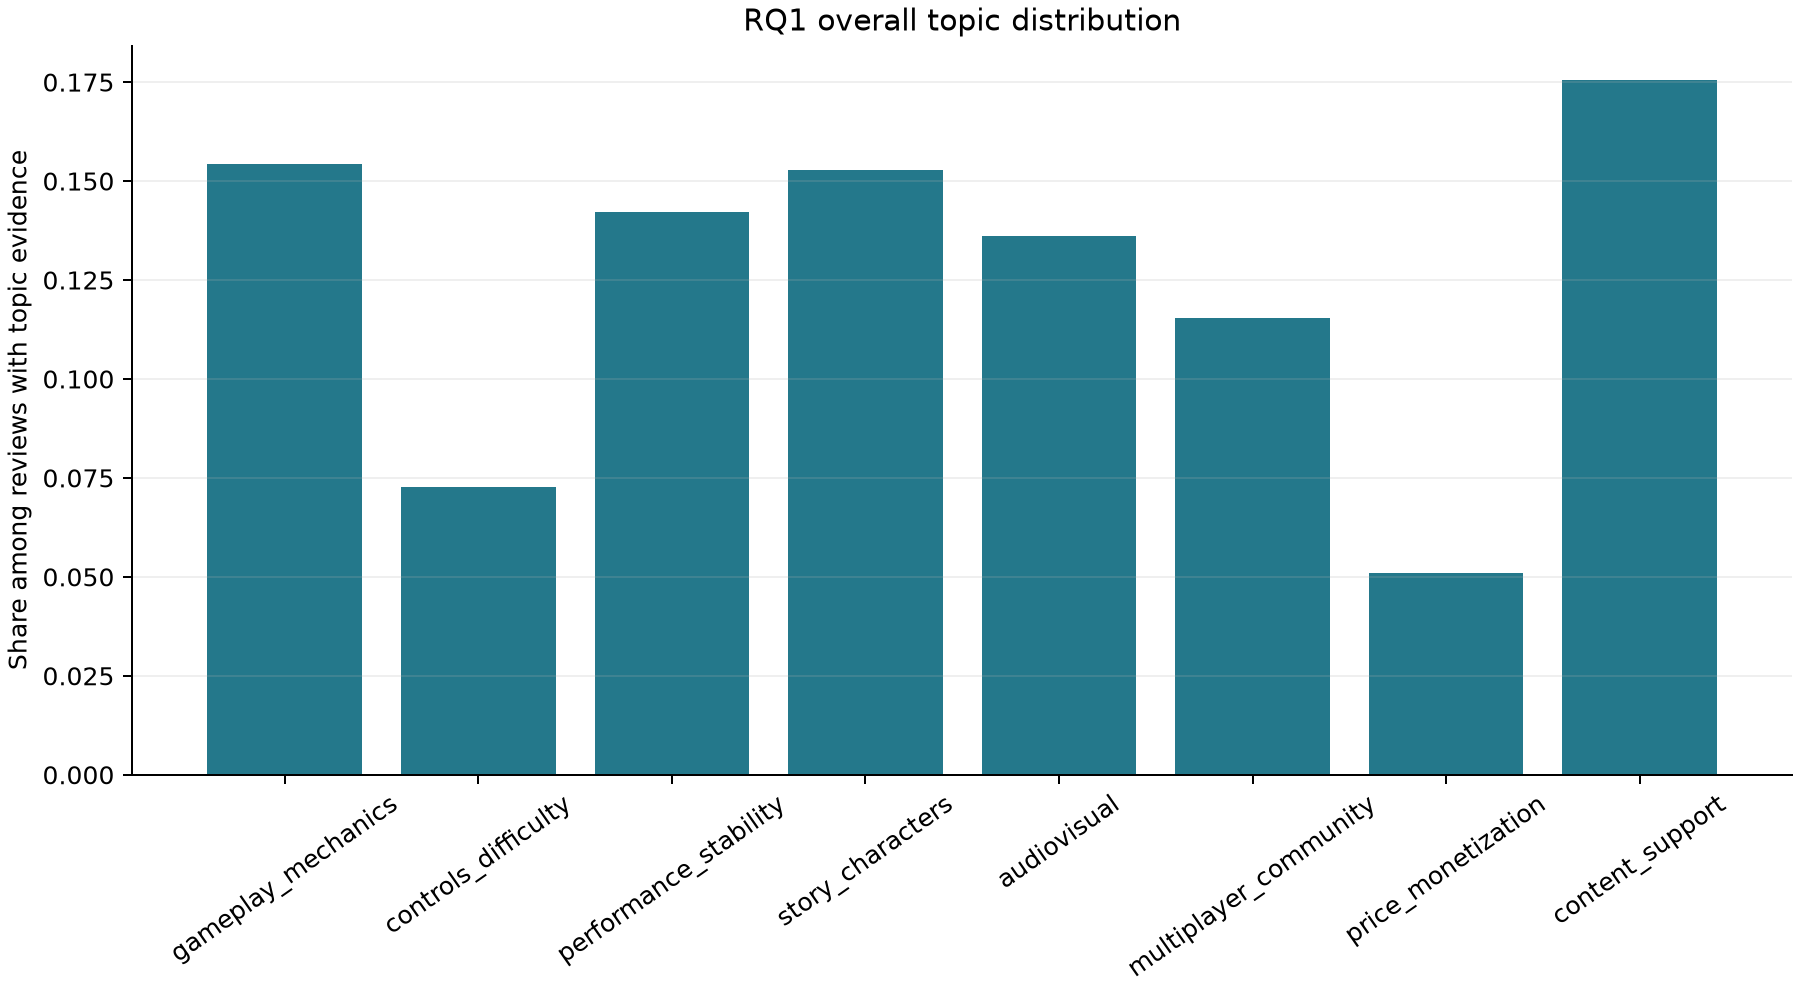 RQ1 overall topic distribution
Share among reviews with topic evidence
0.175
0.150
0.125
0.100
0.075
0.050
0.025
0.000
gameplay_mechanics
controls_difficulty
performance_stability
story_characters
audiovisual
multiplayer_community
price_monetization
content_support